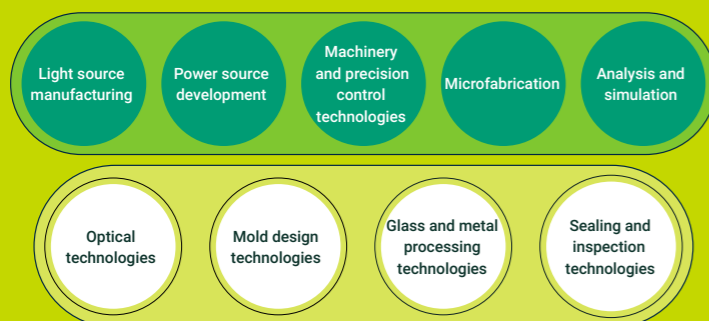 Light source
manufacturing
Power source
development
Machinery
and precision
control
technologies
Microfabrication
Analysis and
simulation
Optical
technologies
Mold design
technologies
Glass and metal
processing
technologies
Sealing and
inspection
technologies